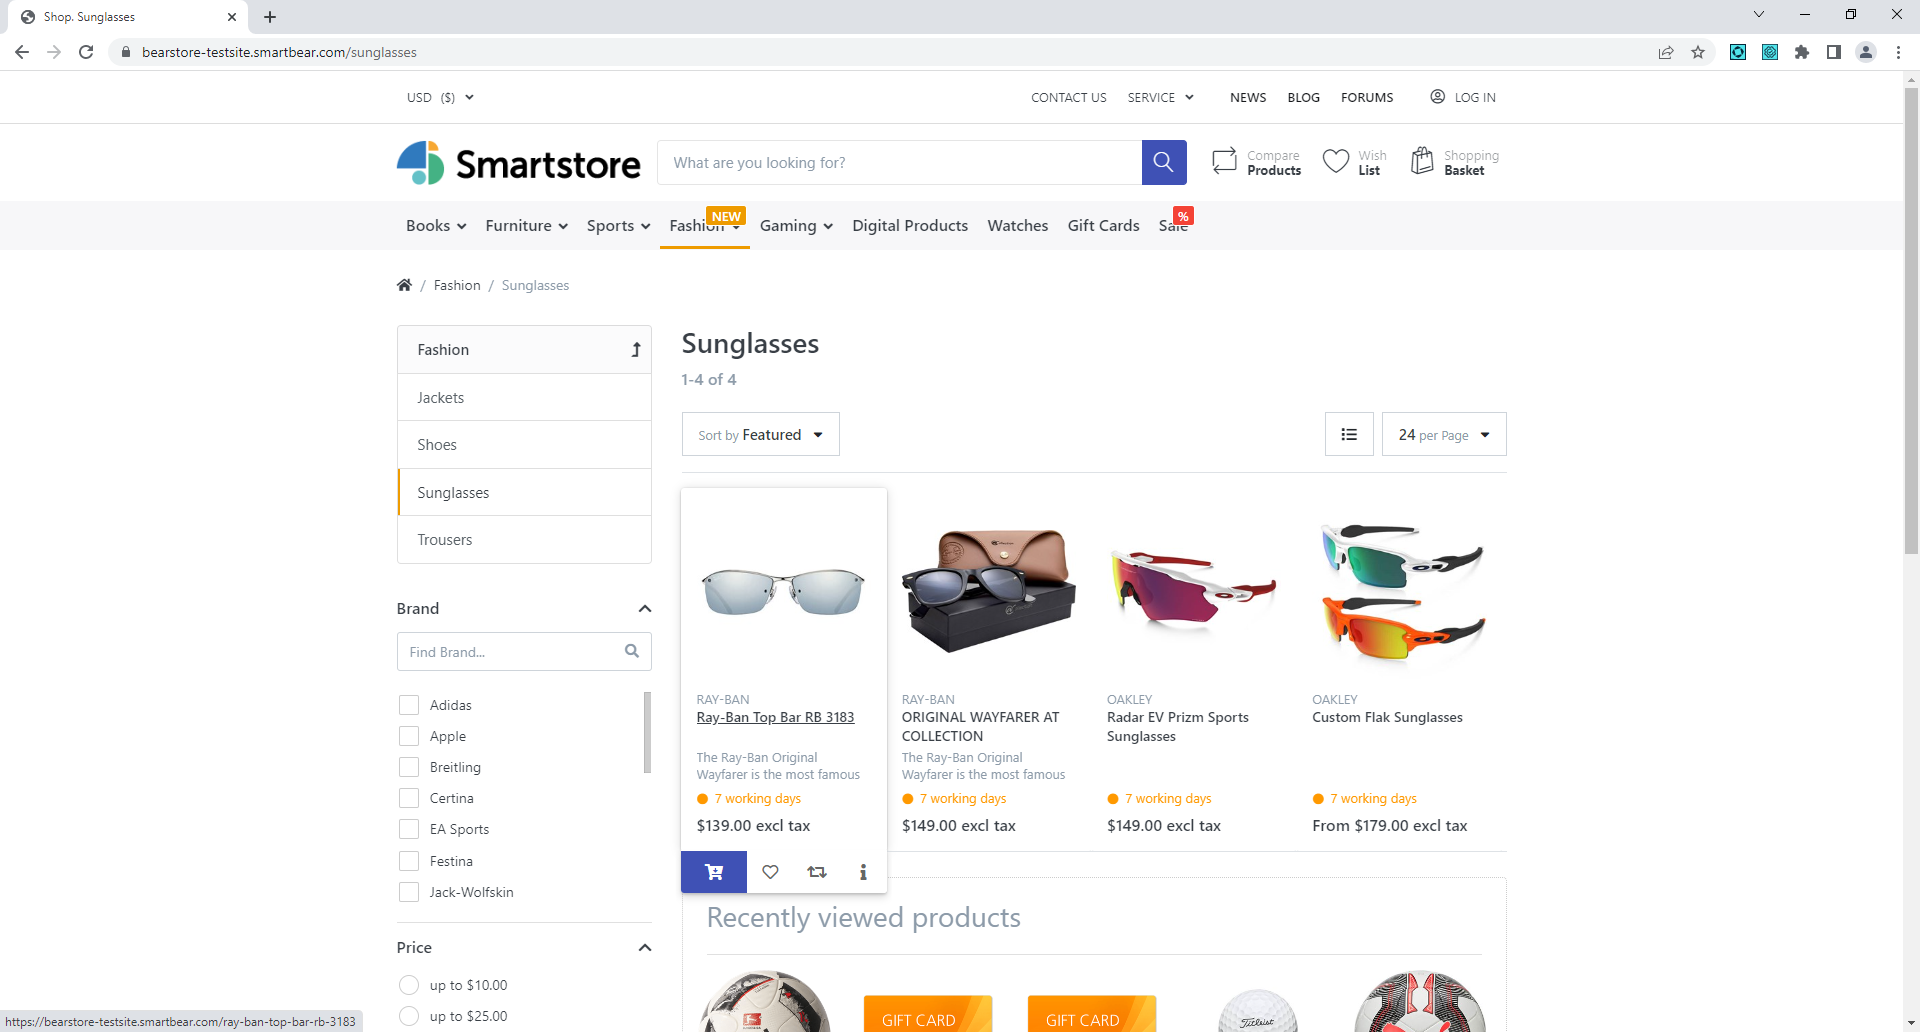 Shop. Sunglasses
bearstore-testsite.smartbear.com/sunglasses
USD ($)
CONTACT US
SERVICE
NEWS
BLOG
FORUMS
LOG IN
Smartstore
What are you looking for?
Compare
Products
Wish
List
Shopping
Basket
Books
Furniture
Sports
Fashion
NEW
Gaming
Digital Products
Watches
Gift Cards
Sale
%
/ Fashion / Sunglasses
Fashion
Jackets
Shoes
Sunglasses
Trousers
Brand
Find Brand...
Adidas
Apple
Breitling
Certina
EA Sports
Festina
Jack-Wolfskin
Price
up to $10.00
up to $25.00
Sunglasses
1-4 of 4
Sort by Featured
24 per Page
RAY-BAN
Ray-Ban Top Bar RB 3183
The Ray-Ban Original
Wayfarer is the most famous
7 working days
$139.00 excl tax
RAY-BAN
ORIGINAL WAYFARER AT
COLLECTION
The Ray-Ban Original
Wayfarer is the most famous
7 working days
$149.00 excl tax
OAKLEY
Radar EV Prizm Sports
Sunglasses
7 working days
$149.00 excl tax
OAKLEY
Custom Flak Sunglasses
7 working days
From $179.00 excl tax
Recently viewed products
GIFT CARD
GIFT CARD
Titleist
https://bearstore-testsite.smartbear.com/ray-ban-top-bar-rb-3183